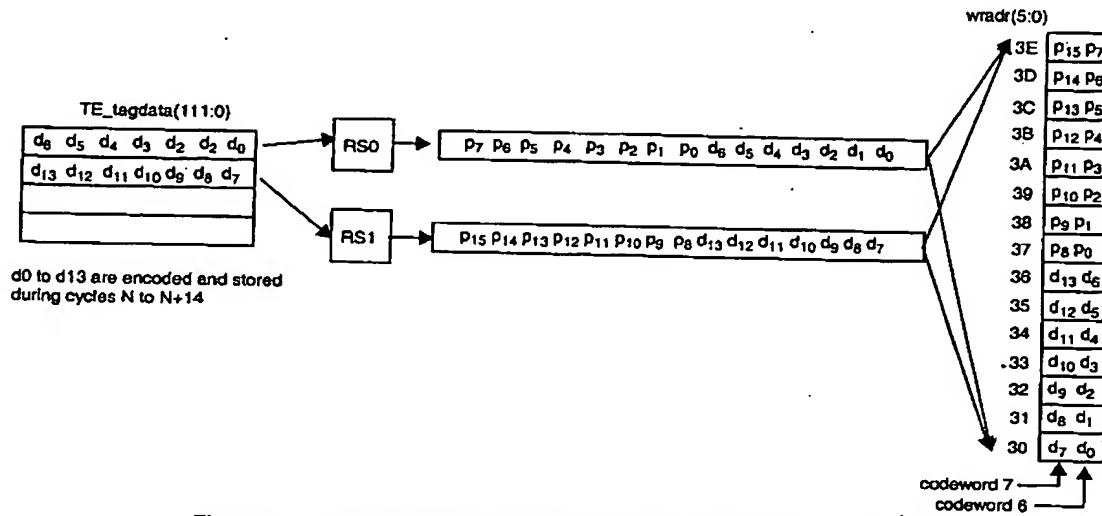 wradr(5:0)
TE_tagdata(111:0)
d6 d5 d4 d3 d2 d2 d0
d13 d12 d11 d10 d9 d8 d7
d0 to d13 are encoded and stored
during cycles N to N+14
RS0
p7 p6 p5 p4 p3 p2 p1 p0 d6 d5 d4 d3 d2 d1 d0
RS1
p15 p14 p13 p12 p11 p10 p9 p8 d13 d12 d11 d10 d9 d8 d7
3E p15 p7
3D p14 p6
3C p13 p5
3B p12 p4
3A p11 p3
39 p10 p2
38 p9 p1
37 p8 p0
36 d13 d6
35 d12 d5
34 d11 d4
33 d10 d3
32 d9 d2
31 d8 d1
30 d7 d0
codeword 7
codeword 6